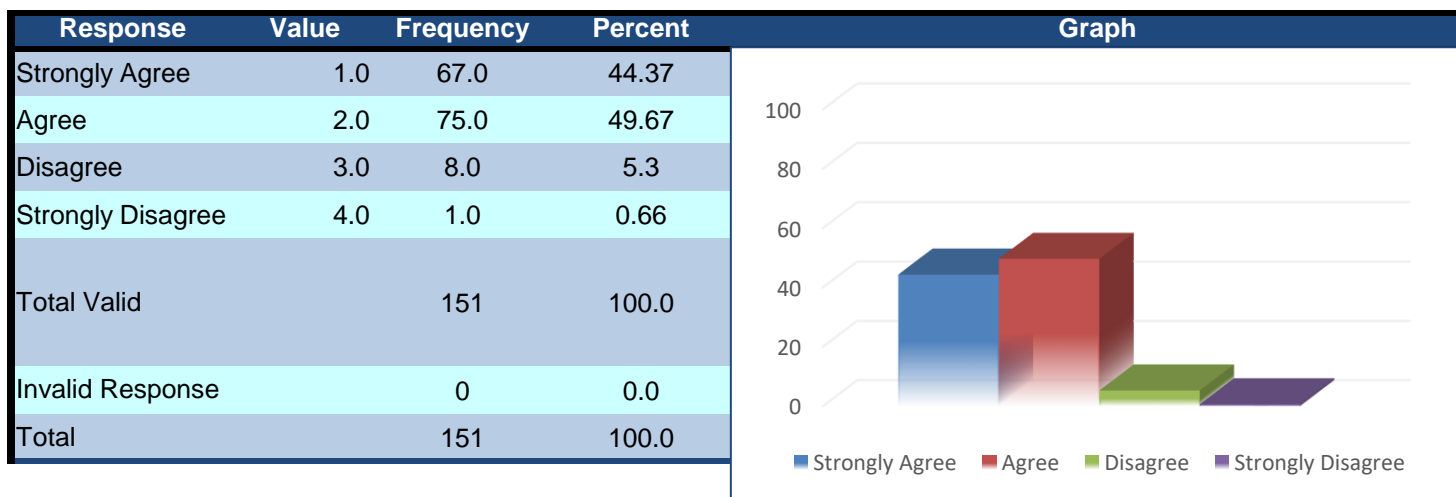 Response Value Frequency Percent Graph
Strongly Agree 1.0 67.0 44.37
Agree 2.0 75.0 49.67
Disagree 3.0 8.0 5.3
Strongly Disagree 4.0 1.0 0.66
Total Valid 151 100.0
Invalid Response 0 0.0
Total 151 100.0
100
80
60
40
20
0
Strongly Agree Agree Disagree Strongly Disagree